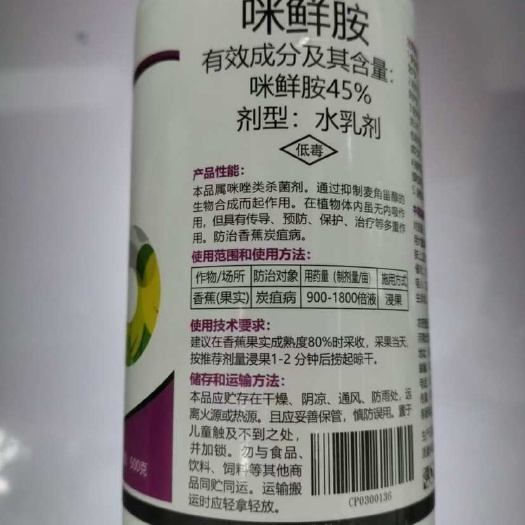 咪鲜胺
有效成分及其含量:
咪鲜胺45%
剂型：水乳剂
低毒
产品性能:
本品属咪唑类杀菌剂。通过抑制麦角甾醇的
生物合成而起作用。在植物体内虽无内吸作
用，但具有传导、预防、保护、治疗等多重作
用。防治香蕉炭疽病。
使用范围和使用方法:
作物/场所 防治对象 用药量（制剂量/亩） 施用方式
香蕉(果实) 炭疽病 900-1800倍液 浸果
使用技术要求:
建议在香蕉果实成熟度80%时采收，采果当天，
按推荐剂量浸果1-2 分钟后捞起晾干。
储存和运输方法:
本品应贮存在干燥、阴凉、通风、防雨处，远
离火源或热源。且应妥善保管，慎防误用。置于
儿童触及不到之处，
并加锁。勿与食品、
饮料、饲料等其他商
品同贮同运。运输搬
运时应轻拿轻放。
CP0300136
500克